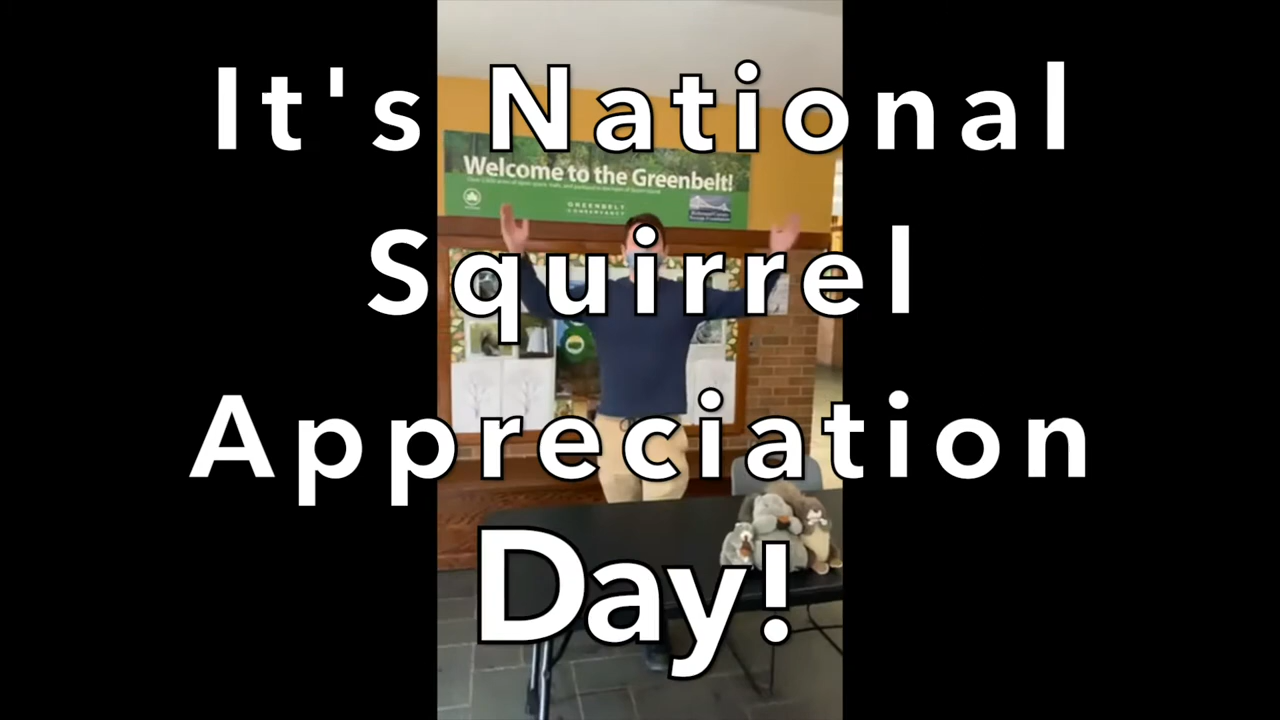 It's National
Squirrel
Appreciation
Day!
Welcome to the Greenbelt!
GREENBELT
CONSERVANCY